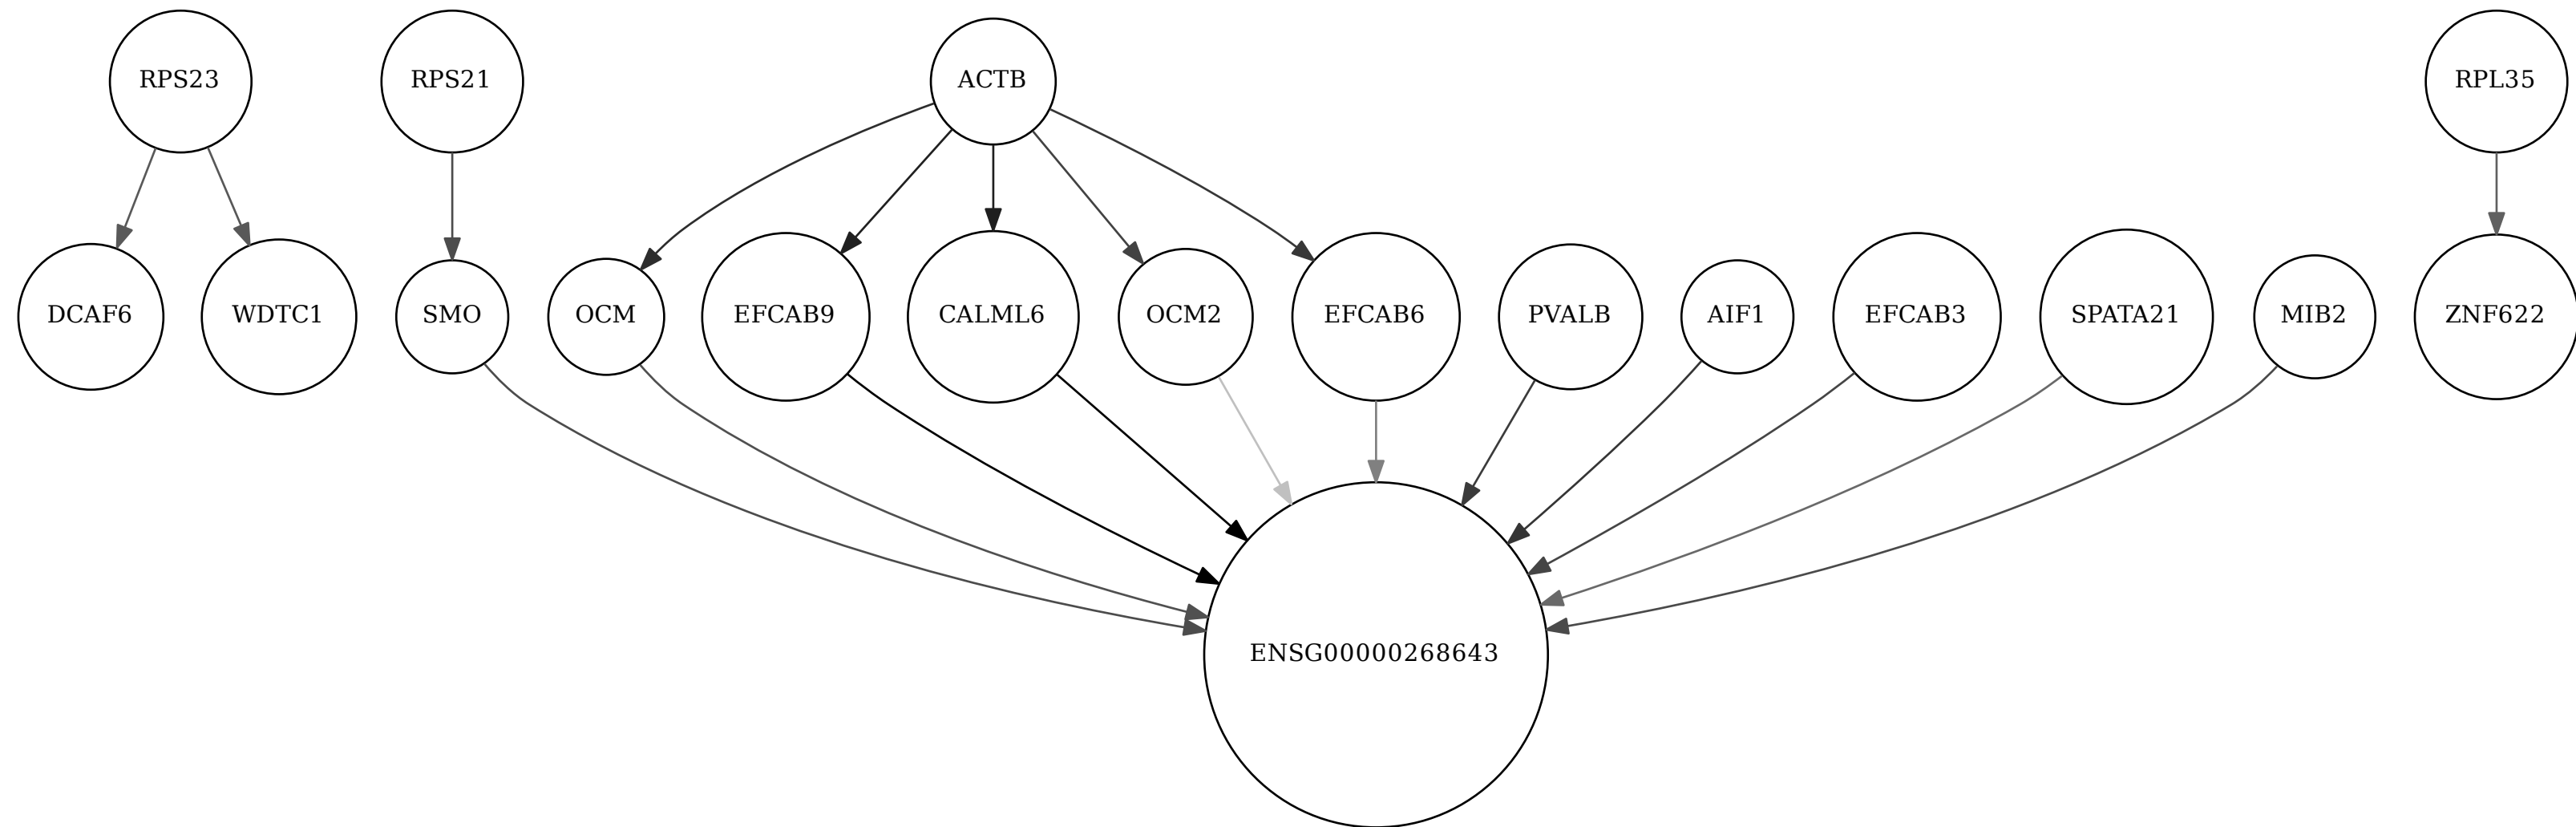 RPS23
RPS21
ACTB
RPL35
DCAF6
WDTC1
SMO
OCM
EFCAB9
CALML6
OCM2
EFCAB6
PVALB
AIF1
EFCAB3
SPATA21
MIB2
ZNF622
ENSG00000268643